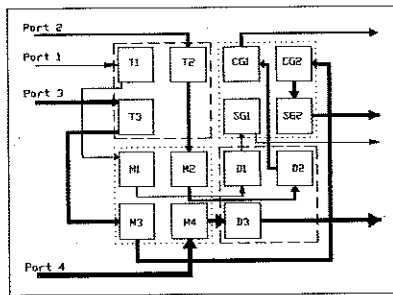 Port 2
Port 1
T1
T2
CG1
CG2
Port 3
T3
SG1
SG2
M1
M2
D1
D2
M3
M4
D3
Port 4